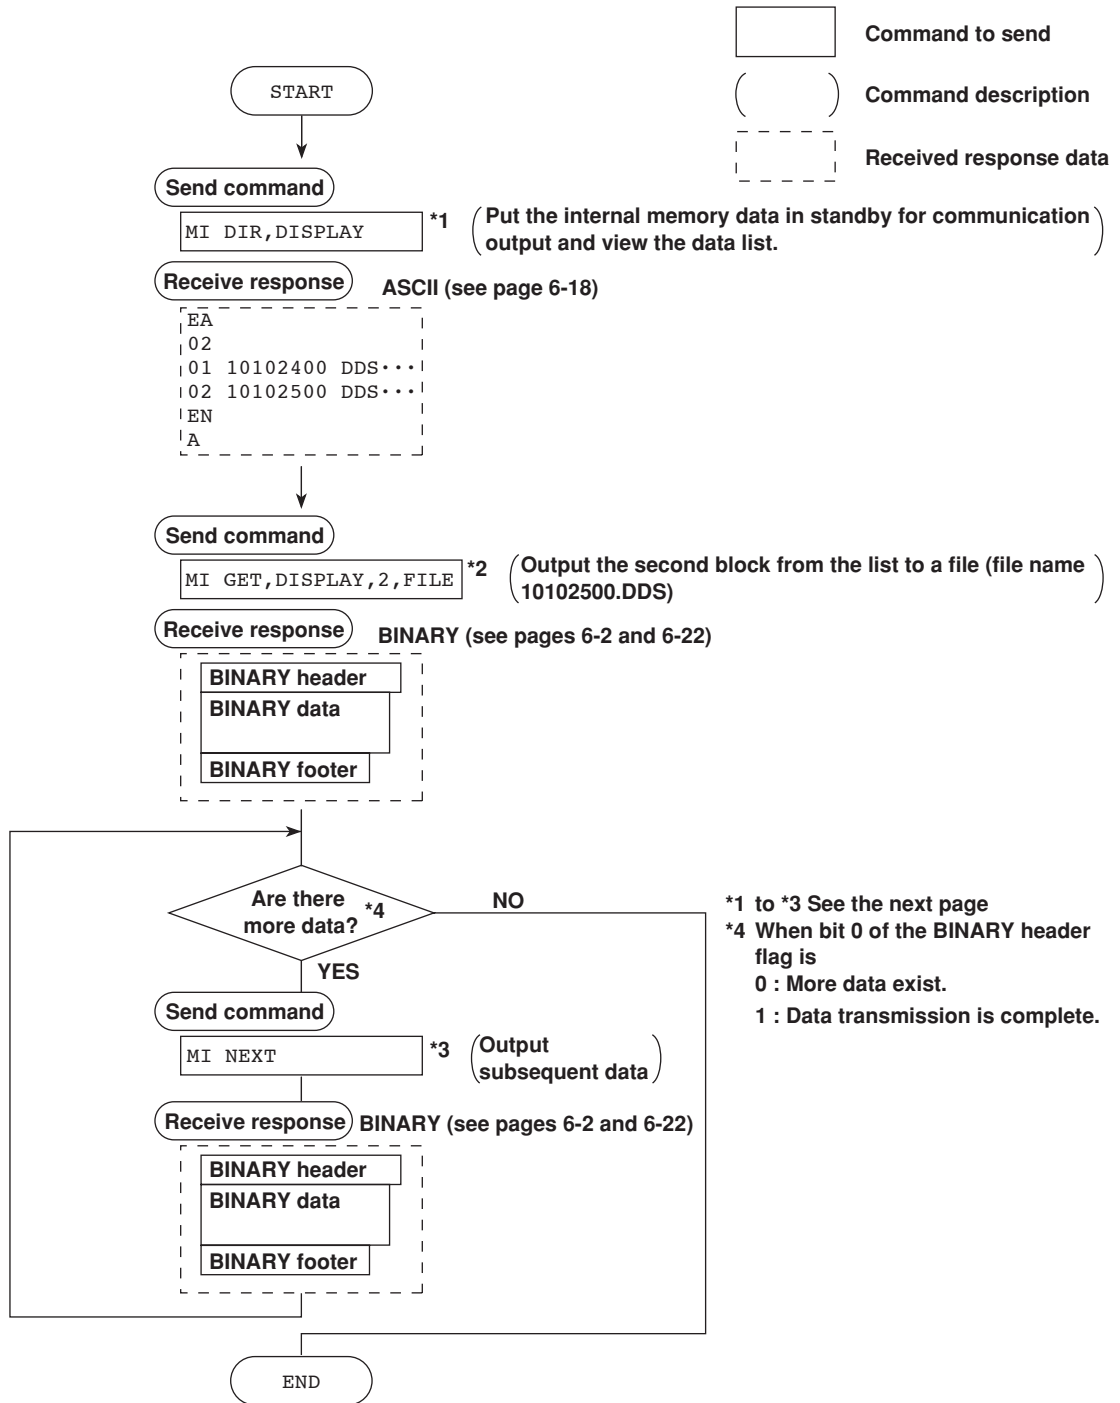 Command to send
START
Command description
Received response data
Send command
MI DIR,DISPLAY
*1
Put the internal memory data in standby for communication
output and view the data list.
Receive response
ASCII (see page 6-18)
EA
02
01 10102400 DDS···
02 10102500 DDS···
EN
A
Send command
MI GET,DISPLAY,2,FILE
*2
Output the second block from the list to a file (file name
10102500.DDS)
Receive response
BINARY (see pages 6-2 and 6-22)
BINARY header
BINARY data
BINARY footer
Are there
more data?
*4
NO
YES
*1 to *3 See the next page
*4 When bit 0 of the BINARY header
flag is
0 : More data exist.
1 : Data transmission is complete.
Send command
MI NEXT
*3
Output
subsequent data
Receive response
BINARY (see pages 6-2 and 6-22)
BINARY header
BINARY data
BINARY footer
END